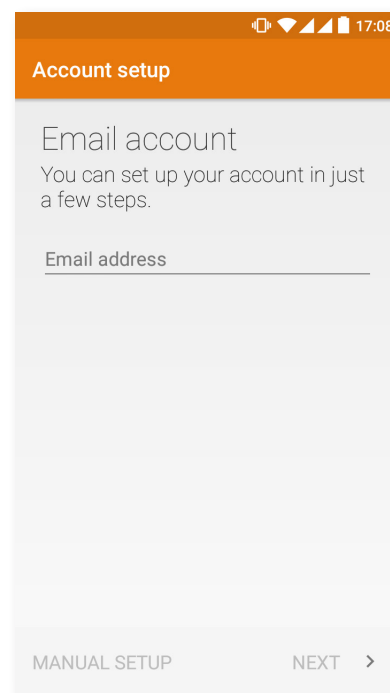 17:08
Account setup
Email account
You can set up your account in just
a few steps.
Email address
MANUAL SETUP NEXT